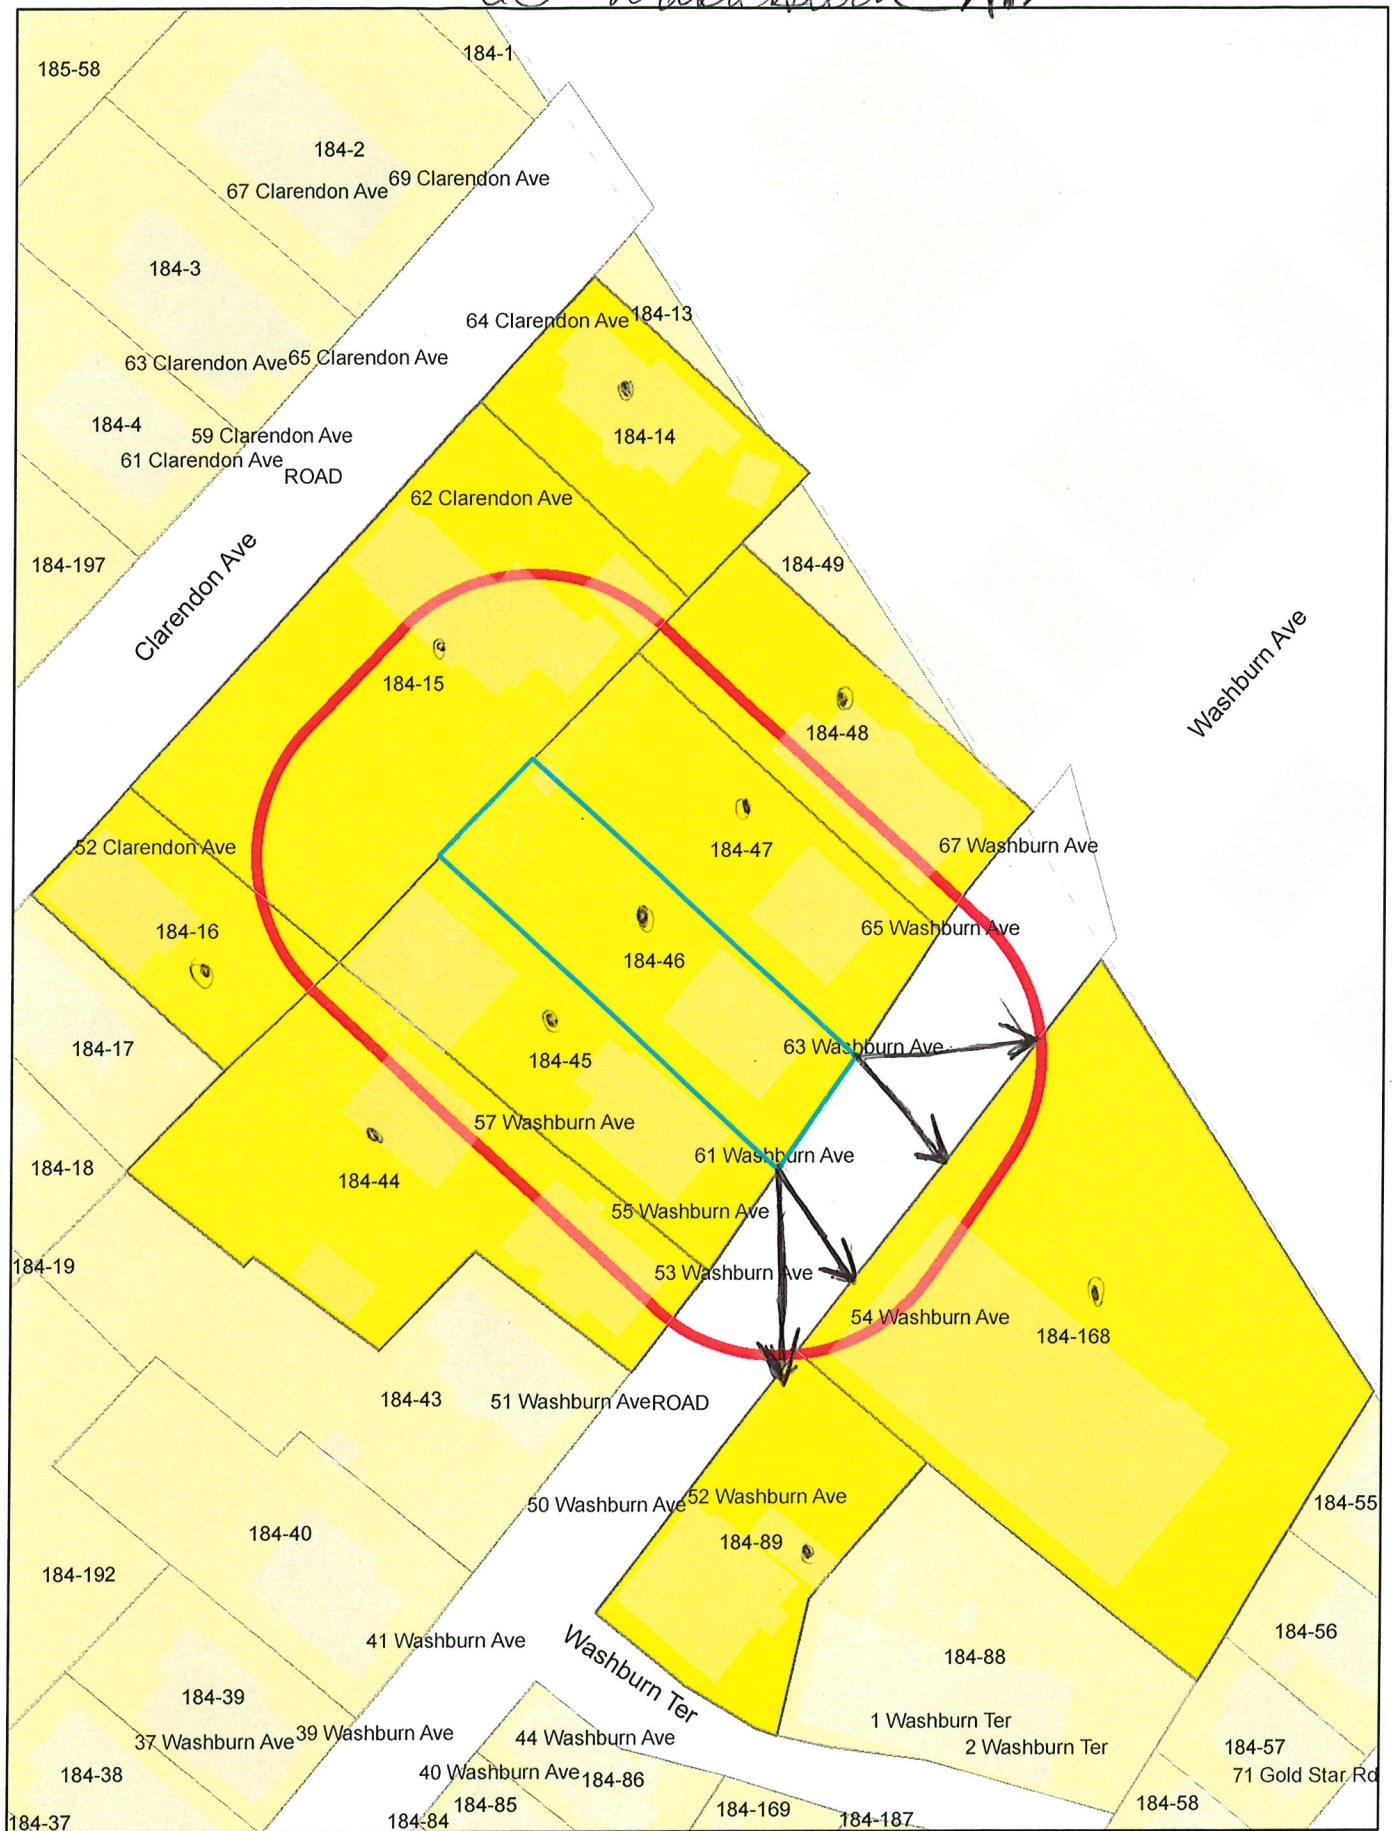 185-58
184-1
184-2
67 Clarendon Ave
69 Clarendon Ave
184-3
64 Clarendon Ave
184-13
63 Clarendon Ave
65 Clarendon Ave
184-4
59 Clarendon Ave
184-14
61 Clarendon Ave
ROAD
62 Clarendon Ave
184-197
184-49
Clarendon Ave
Washburn Ave
184-15
184-48
52 Clarendon Ave
184-47
67 Washburn Ave
184-16
65 Washburn Ave
184-46
184-17
184-45
63 Washburn Ave
57 Washburn Ave
184-18
184-44
61 Washburn Ave
55 Washburn Ave
184-19
53 Washburn Ave
54 Washburn Ave
184-168
184-43
51 Washburn Ave
ROAD
50 Washburn Ave
52 Washburn Ave
184-55
184-40
184-89
184-192
184-56
41 Washburn Ave
Washburn Ter
184-88
184-39
37 Washburn Ave
39 Washburn Ave
44 Washburn Ave
1 Washburn Ter
2 Washburn Ter
184-57
184-38
40 Washburn Ave
184-86
71 Gold Star Rd
184-85
184-169
184-58
184-37
184-84
184-187